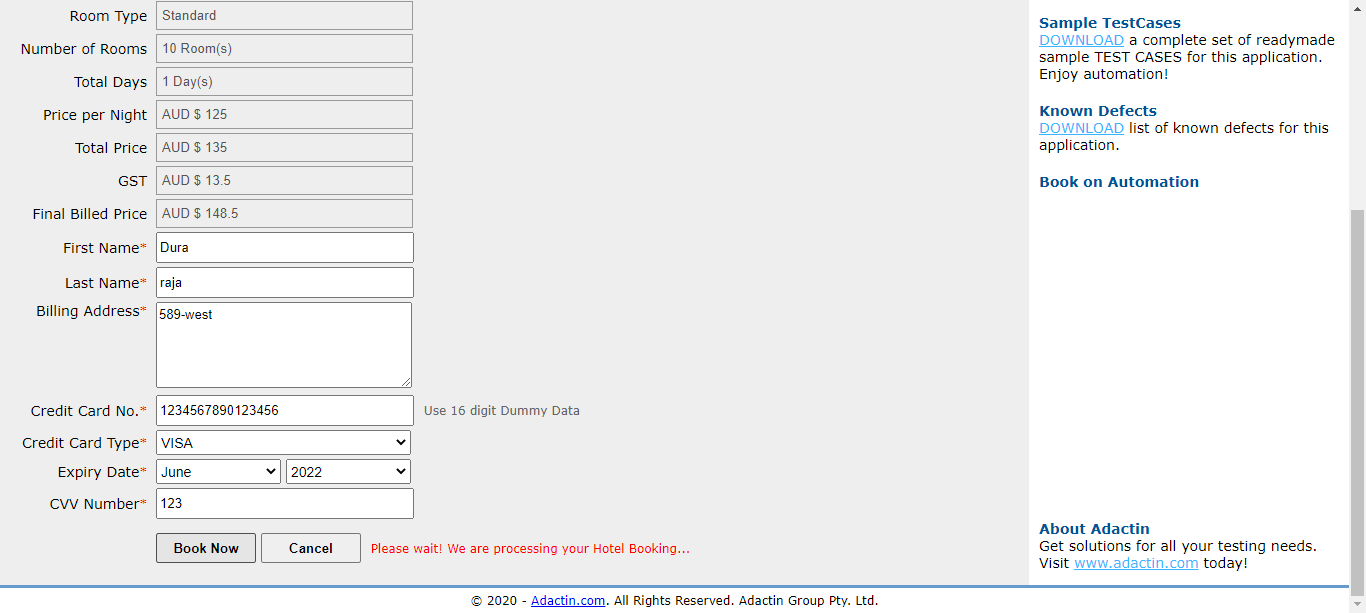 Room Type Standard
Number of Rooms 10 Room(s)
Total Days 1 Day(s)
Price per Night AUD $ 125
Total Price AUD $ 135
GST AUD $ 13.5
Final Billed Price AUD $ 148.5
First Name* Dura
Last Name* raja
Billing Address* 589-west
Credit Card No.* 1234567890123456 Use 16 digit Dummy Data
Credit Card Type* VISA
Expiry Date* June 2022
CVV Number* 123
Book Now Cancel Please wait! We are processing your Hotel Booking...
Sample TestCases
DOWNLOAD a complete set of readymade
sample TEST CASES for this application.
Enjoy automation!
Known Defects
DOWNLOAD list of known defects for this
application.
Book on Automation
About Adactin
Get solutions for all your testing needs.
Visit www.adactin.com today!
© 2020 - Adactin.com. All Rights Reserved. Adactin Group Pty. Ltd.